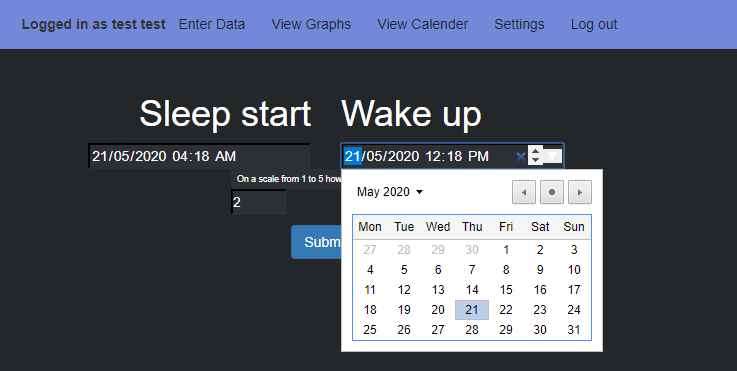 Logged in as test test Enter Data View Graphs View Calender Settings Log out
Sleep start Wake up
21/05/2020 04:18 AM 21/05/2020 12:18 PM
On a scale from 1 to 5 how
2
Subm
May 2020
Mon Tue Wed Thu Fri Sat Sun
27 28 29 30 1 2 3
4 5 6 7 8 9 10
11 12 13 14 15 16 17
18 19 20 21 22 23 24
25 26 27 28 29 30 31